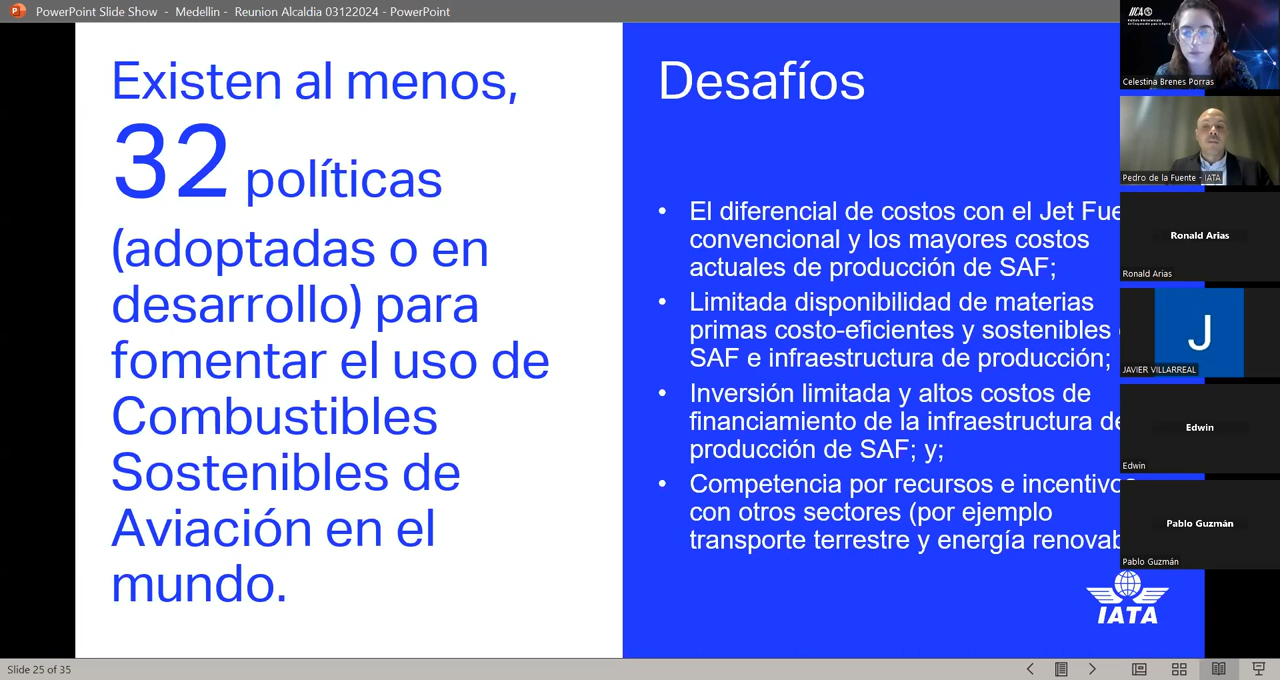 PowerPoint Slide Show - Medellin - Reunion Alcaldia 03122024 - PowerPoint
Existen al menos,
32 políticas
(adoptadas o en
desarrollo) para
fomentar el uso de
Combustibles
Sostenibles de
Aviación en el
mundo.
Desafíos
• El diferencial de costos con el Jet Fue
convencional y los mayores costos
actuales de producción de SAF;
• Limitada disponibilidad de materias
primas costo-eficientes y sostenibles
SAF e infraestructura de producción;
• Inversión limitada y altos costos de
financiamiento de la infraestructura de
producción de SAF; y;
• Competencia por recursos e incentivos
con otros sectores (por ejemplo
transporte terrestre y energía renovab
IATA
IICA
Celestina Brenes Porras
Pedro de la Fuente - IATA
Ronald Arias
Ronald Arias
J
JAVIER VILLARREAL
Edwin
Edwin
Pablo Guzmán
Pablo Guzmán
Slide 25 of 35